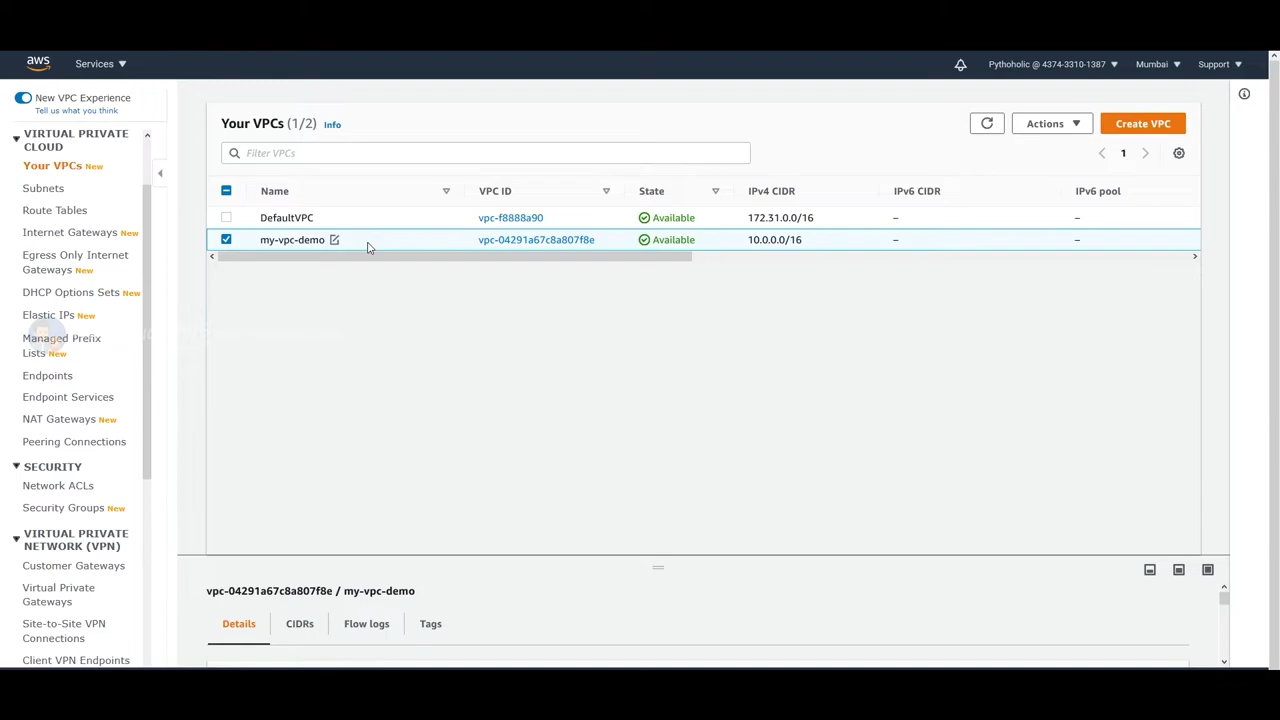 aws Services Pythoholic @ 4374-3310-1387 Mumbai Support
New VPC Experience
Tell us what you think
VIRTUAL PRIVATE
CLOUD
Your VPCs New
Subnets
Route Tables
Internet Gateways New
Egress Only Internet
Gateways New
DHCP Options Sets New
Elastic IPs New
Managed Prefix
Lists New
Endpoints
Endpoint Services
NAT Gateways New
Peering Connections
SECURITY
Network ACLs
Security Groups New
VIRTUAL PRIVATE
NETWORK (VPN)
Customer Gateways
Virtual Private
Gateways
Site-to-Site VPN
Connections
Client VPN Endpoints
Your VPCs (1/2) Info Actions Create VPC
Filter VPCs 1
Name VPC ID State IPv4 CIDR IPv6 CIDR IPv6 pool
DefaultVPC vpc-f8888a90 Available 172.31.0.0/16 – –
my-vpc-demo vpc-04291a67c8a807f8e Available 10.0.0.0/16 – –
vpc-04291a67c8a807f8e / my-vpc-demo
Details CIDRs Flow logs Tags